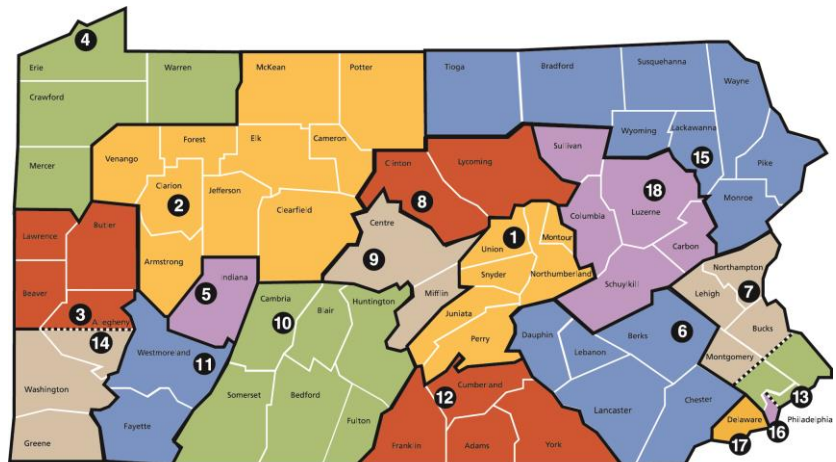 4
Erie
Warren
McKean
Potter
Tioga
Bradford
Susquehanna
Wayne
Crawford
Mercer
Venango
Forest
Elk
Cameron
Clarion
2
Jefferson
Clearfield
Armstrong
Clinton
Lycoming
8
Sullivan
Wyoming
Lackawanna
15
Pike
Monroe
18
Columbia
Luzerne
Carbon
Schuylkill
Centre
9
Mifflin
1
Union
Montour
Snyder
Northumberland
Juniata
Perry
Lawrence
Butler
Beaver
3
Allegheny
14
Washington
Greene
Indiana
5
Westmoreland
11
Fayette
Cambria
10
Blair
Huntington
Somerset
Bedford
Fulton
12
Cumberland
Franklin
Adams
York
Dauphin
Lebanon
Berks
6
Lancaster
Chester
Northampton
Lehigh
7
Bucks
Montgomery
13
Delaware
17
16
Philadelphia